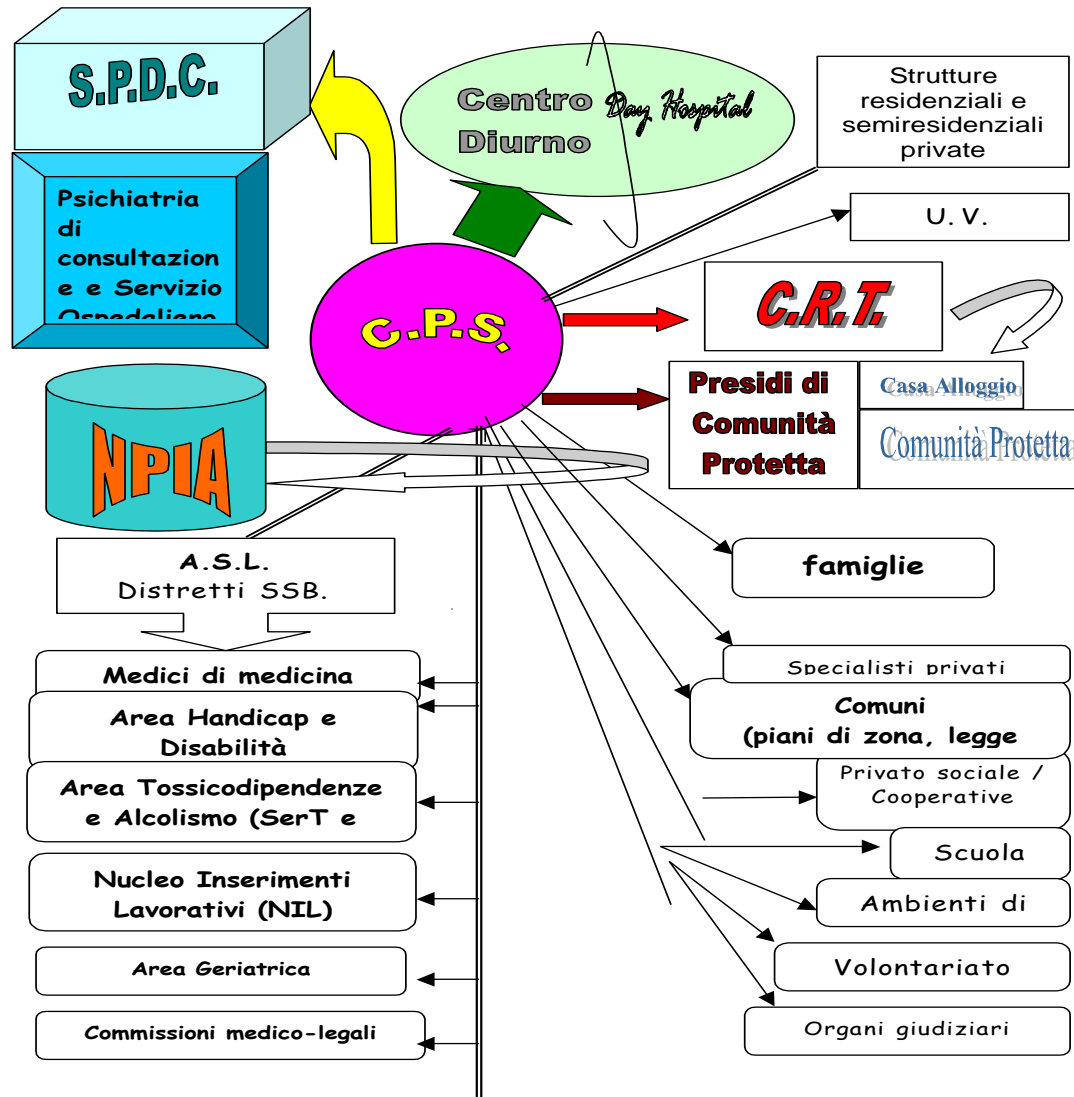 S.P.D.C.
Psichiatria
di
consultazion
e e Servizio
Ospedaliero
Centro
Diurno
Day Hospital
Strutture
residenziali e
semiresidenziali
private
U. V.
C.P.S.
C.R.T.
Presidi di
Comunità
Protetta
Casa Alloggio
Comunità Protetta
NPIA
A.S.L.
Distretti SSB.
Medici di medicina
Area Handicap e
Disabilità
Area Tossicodipendenze
e Alcolismo (SerT e
Nucleo Inserimenti
Lavorativi (NIL)
Area Geriatrica
Commissioni medico-legali
famiglie
Specialisti privati
Comuni
(piani di zona, legge
Privato sociale /
Cooperative
Scuola
Ambienti di
Volontariato
Organi giudiziari